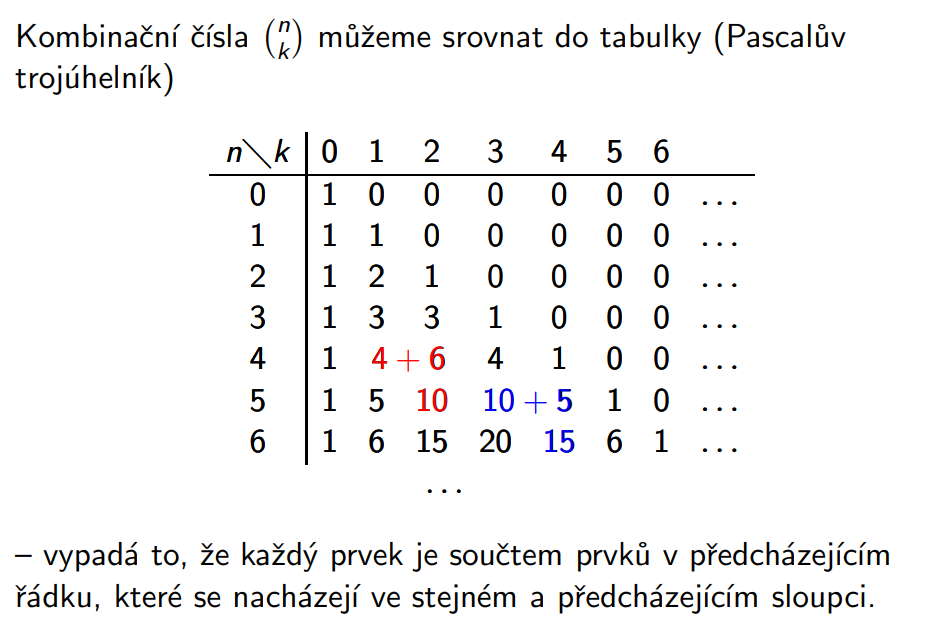 Kombinační čísla (n k) můžeme srovnat do tabulky (Pascalův
trojúhelník)
n\k 0 1 2 3 4 5 6
0 1 0 0 0 0 0 0 ...
1 1 1 0 0 0 0 0 ...
2 1 2 1 0 0 0 0 ...
3 1 3 3 1 0 0 0 ...
4 1 4 + 6 4 1 0 0 ...
5 1 5 10 10 + 5 1 0 ...
6 1 6 15 20 15 6 1 ...
...
– vypadá to, že každý prvek je součtem prvků v předcházejícím
řádku, které se nacházejí ve stejném a předcházejícím sloupci.